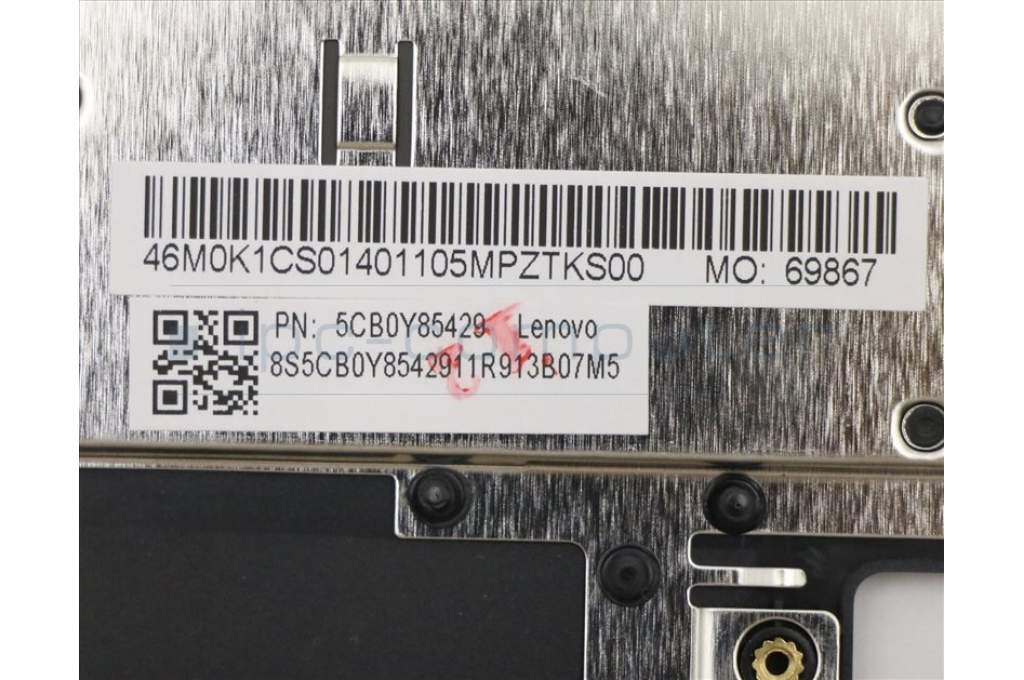 46M0K1CS01401105MPZTKS00 MO: 69867
PN: 5CB0Y85429 Lenovo
8S5CB0Y8542911R913B07M5